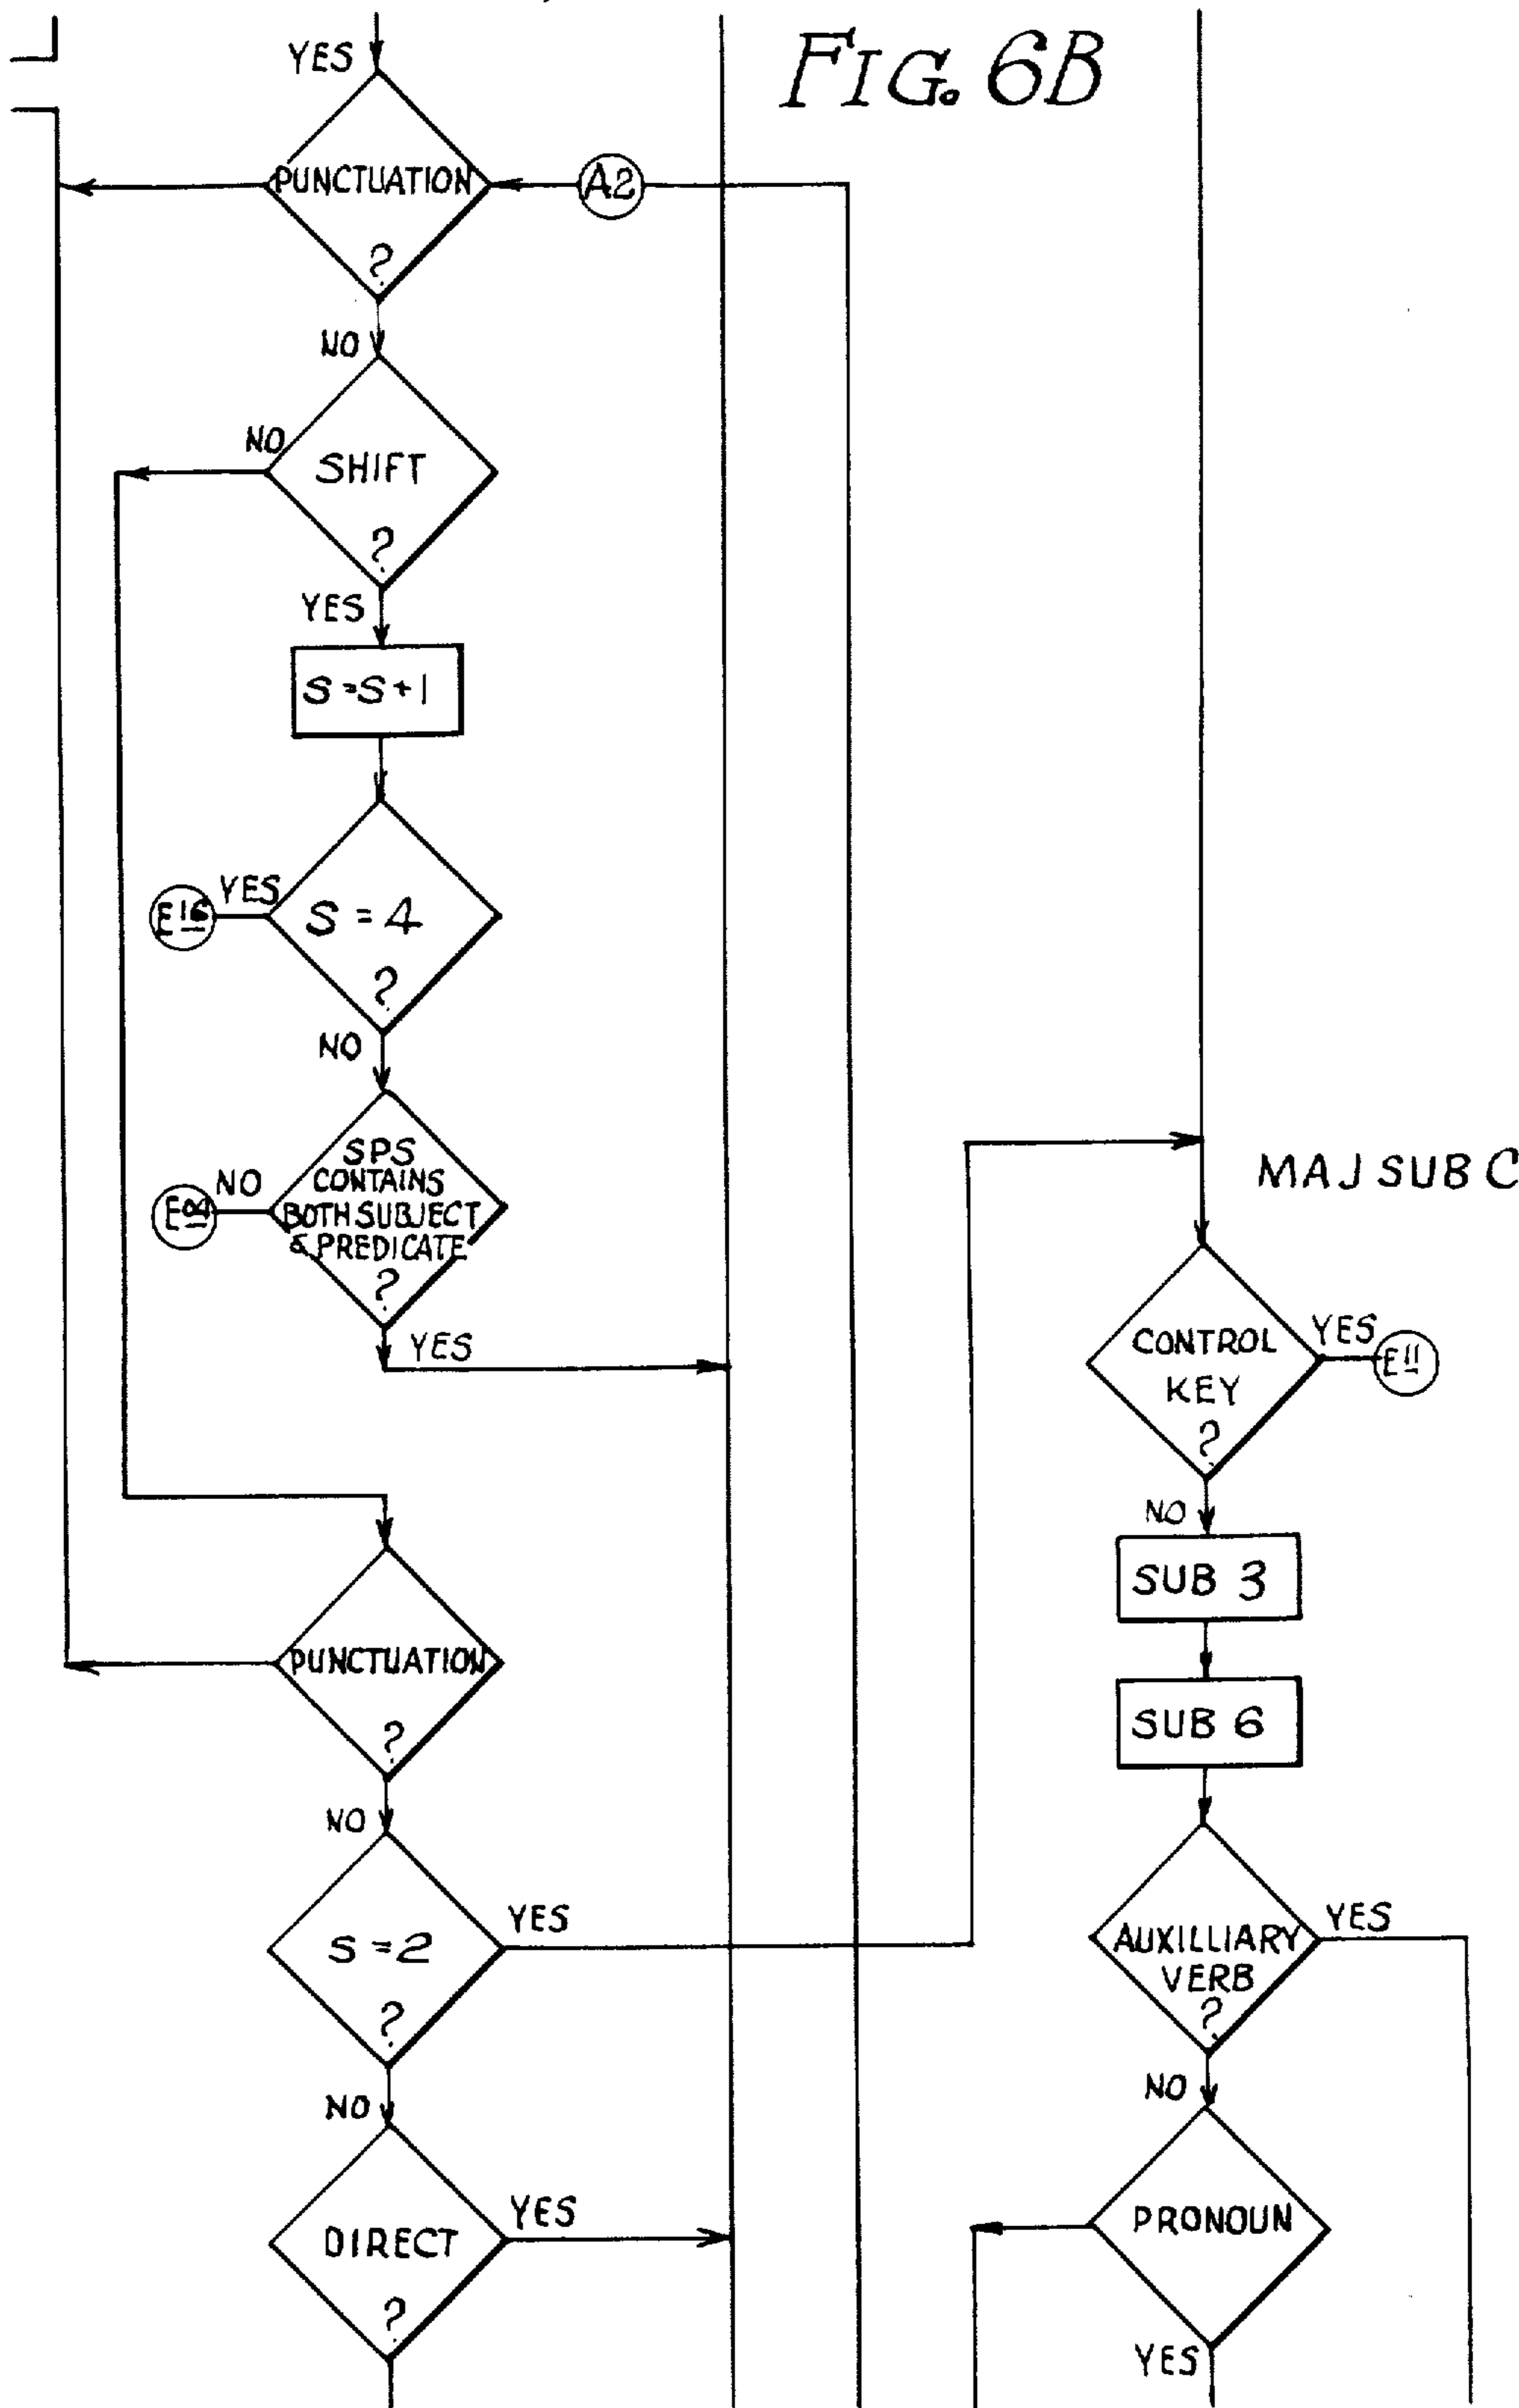 FIG. 6B
YES
PUNCTUATION
?
A2
NO
NO
SHIFT
?
YES
S=S+1
YES
S = 4
?
NO
NO
SPS
CONTAINS
BOTH SUBJECT
& PREDICATE
?
YES
PUNCTUATION
?
NO
S = 2
?
YES
NO
DIRECT
?
YES
MAJ SUB C
CONTROL
KEY
?
YES
E11
NO
SUB 3
SUB 6
AUXILLIARY
VERB
?
YES
NO
PRONOUN
YES